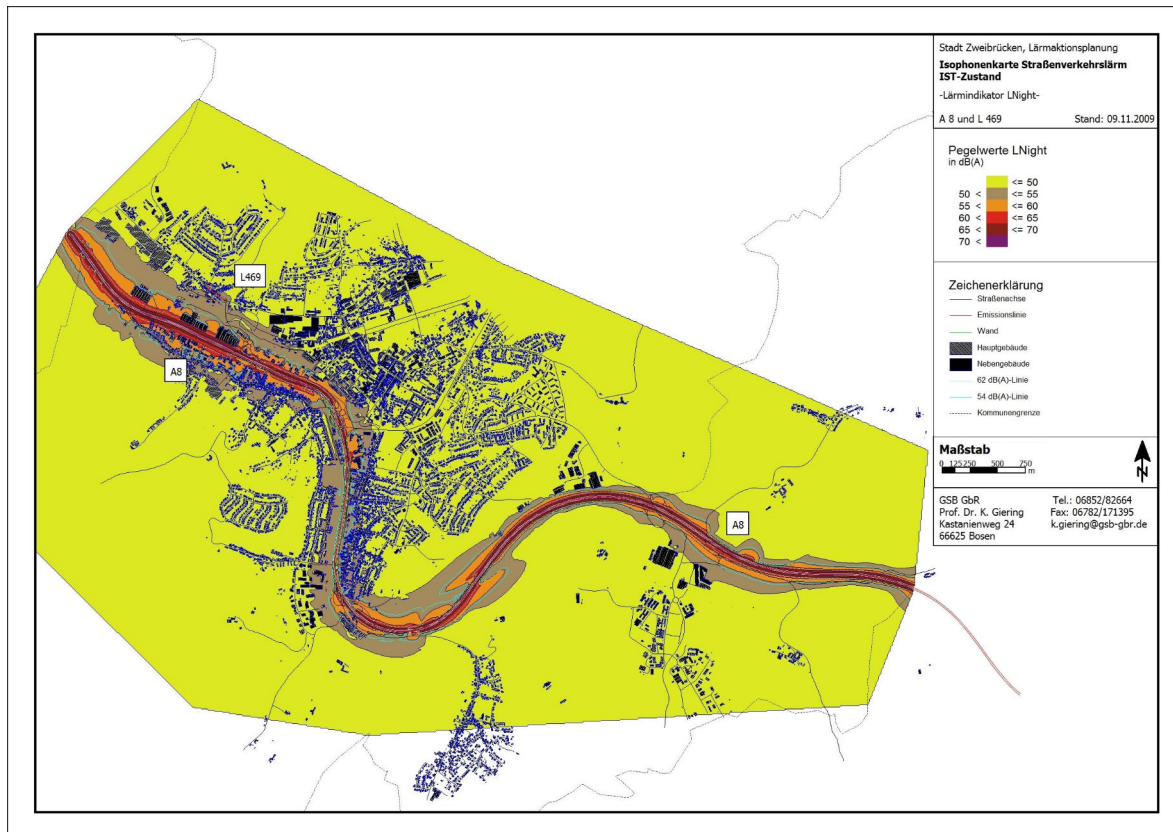 Stadt Zweibrücken, Lärmaktionsplanung
Isophonenkarte Straßenverkehrslärm
IST-Zustand
-Lärmindikator LNight-
A 8 und L 469 Stand: 09.11.2009
Pegelwerte LNight
in dB(A)
<= 50
50 < <= 55
55 < <= 60
60 < <= 65
65 < <= 70
70 <
Zeichenerklärung
Straßenachse
Emissionslinie
Wand
Hauptgebäude
Nebengebäude
62 dB(A)-Linie
54 dB(A)-Linie
Kommunengrenze
Maßstab
0 125 250 500 750
m
N
GSB GbR Tel.: 06852/82664
Prof. Dr. K. Giering Fax: 06782/171395
Kastanienweg 24 k.giering@gsb-gbr.de
66625 Bosen
L469
A8
A8